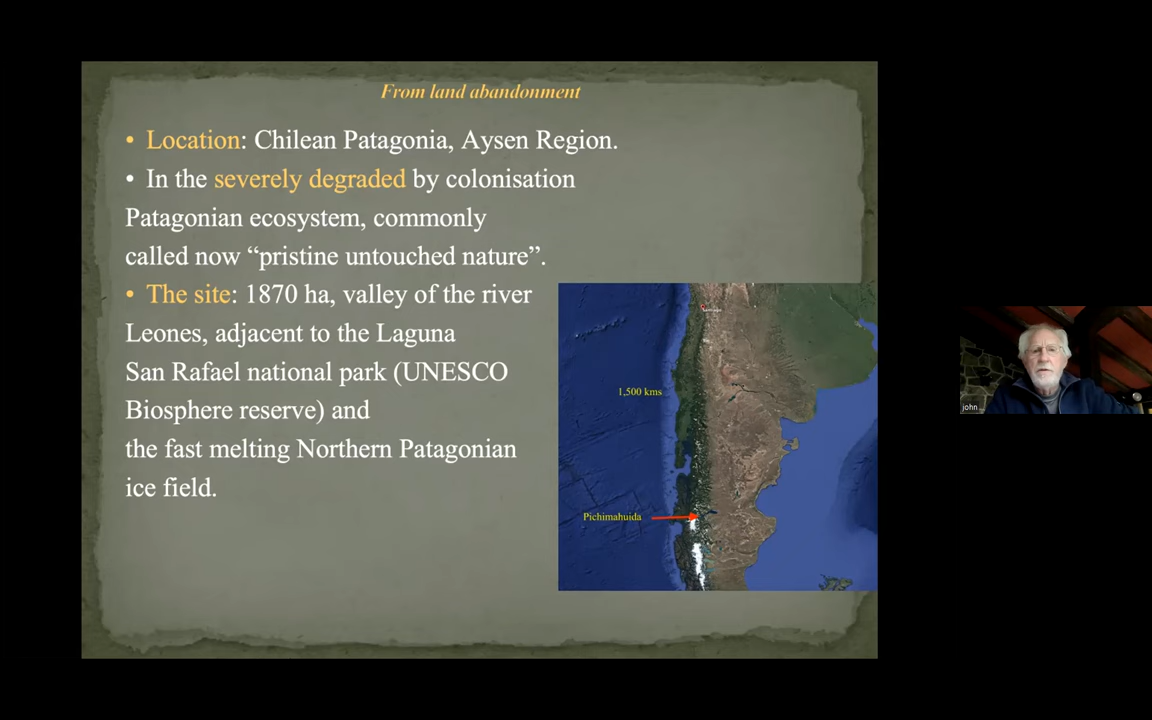 From land abandonment
• Location: Chilean Patagonia, Aysen Region.
• In the severely degraded by colonisation
Patagonian ecosystem, commonly
called now “pristine untouched nature”.
• The site: 1870 ha, valley of the river
Leones, adjacent to the Laguna
San Rafael national park (UNESCO
Biosphere reserve) and
the fast melting Northern Patagonian
ice field.
Santiago
1,500 kms
Pichimahuida
john ...